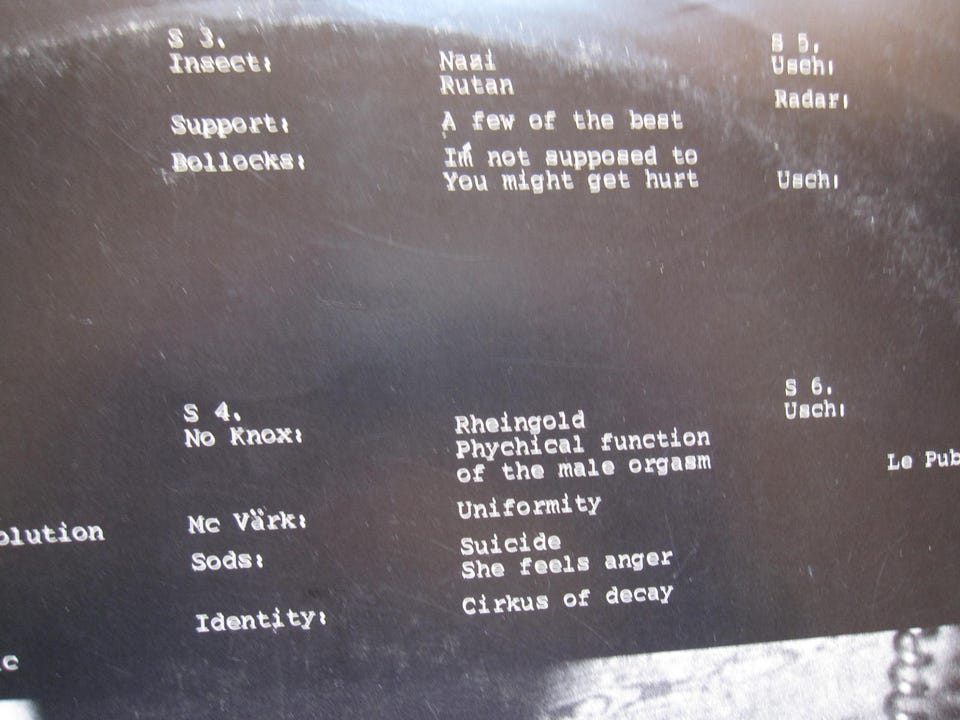 S 3.
Insect: Nazi
Rutan
Support: A few of the best
Bollocks: I'm not supposed to
You might get hurt
S 4.
No Knox: Rheingold
Phychical function
of the male orgasm
Mc Värk: Uniformity
Sods: Suicide
She feels anger
Identity: Cirkus of decay
S 5.
Usch:
Radar:
Usch:
S 6.
Usch:
Le Pub
olution
c